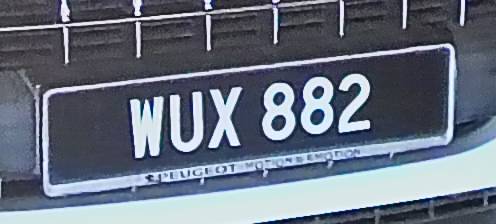 WUX 882
PEUGEOT MOTION & EMOTION